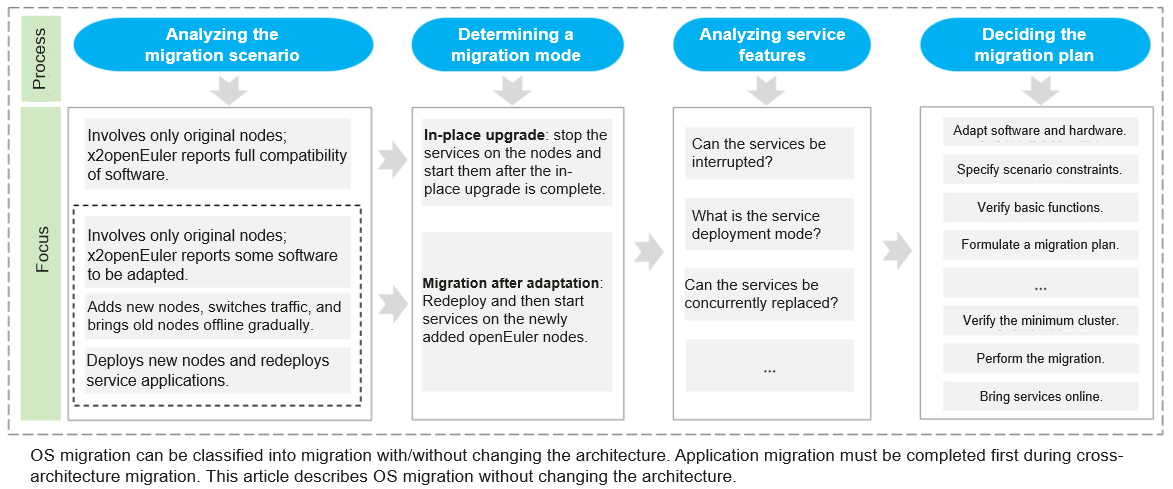 Process
Analyzing the
migration scenario
Determining a
migration mode
Analyzing service
features
Deciding the
migration plan
Focus
Involves only original nodes;
x2openEuler reports full compatibility
of software.
Involves only original nodes;
x2openEuler reports some software
to be adapted.
Adds new nodes, switches traffic, and
brings old nodes offline gradually.
Deploys new nodes and redeploys
service applications.
In-place upgrade: stop the
services on the nodes and
start them after the in-
place upgrade is complete.
Migration after adaptation:
Redeploy and then start
services on the newly
added openEuler nodes.
Can the services be
interrupted?
What is the service
deployment mode?
Can the services be
concurrently replaced?
...
Adapt software and hardware.
Specify scenario constraints.
Verify basic functions.
Formulate a migration plan.
...
Verify the minimum cluster.
Perform the migration.
Bring services online.
OS migration can be classified into migration with/without changing the architecture. Application migration must be completed first during cross-
architecture migration. This article describes OS migration without changing the architecture.